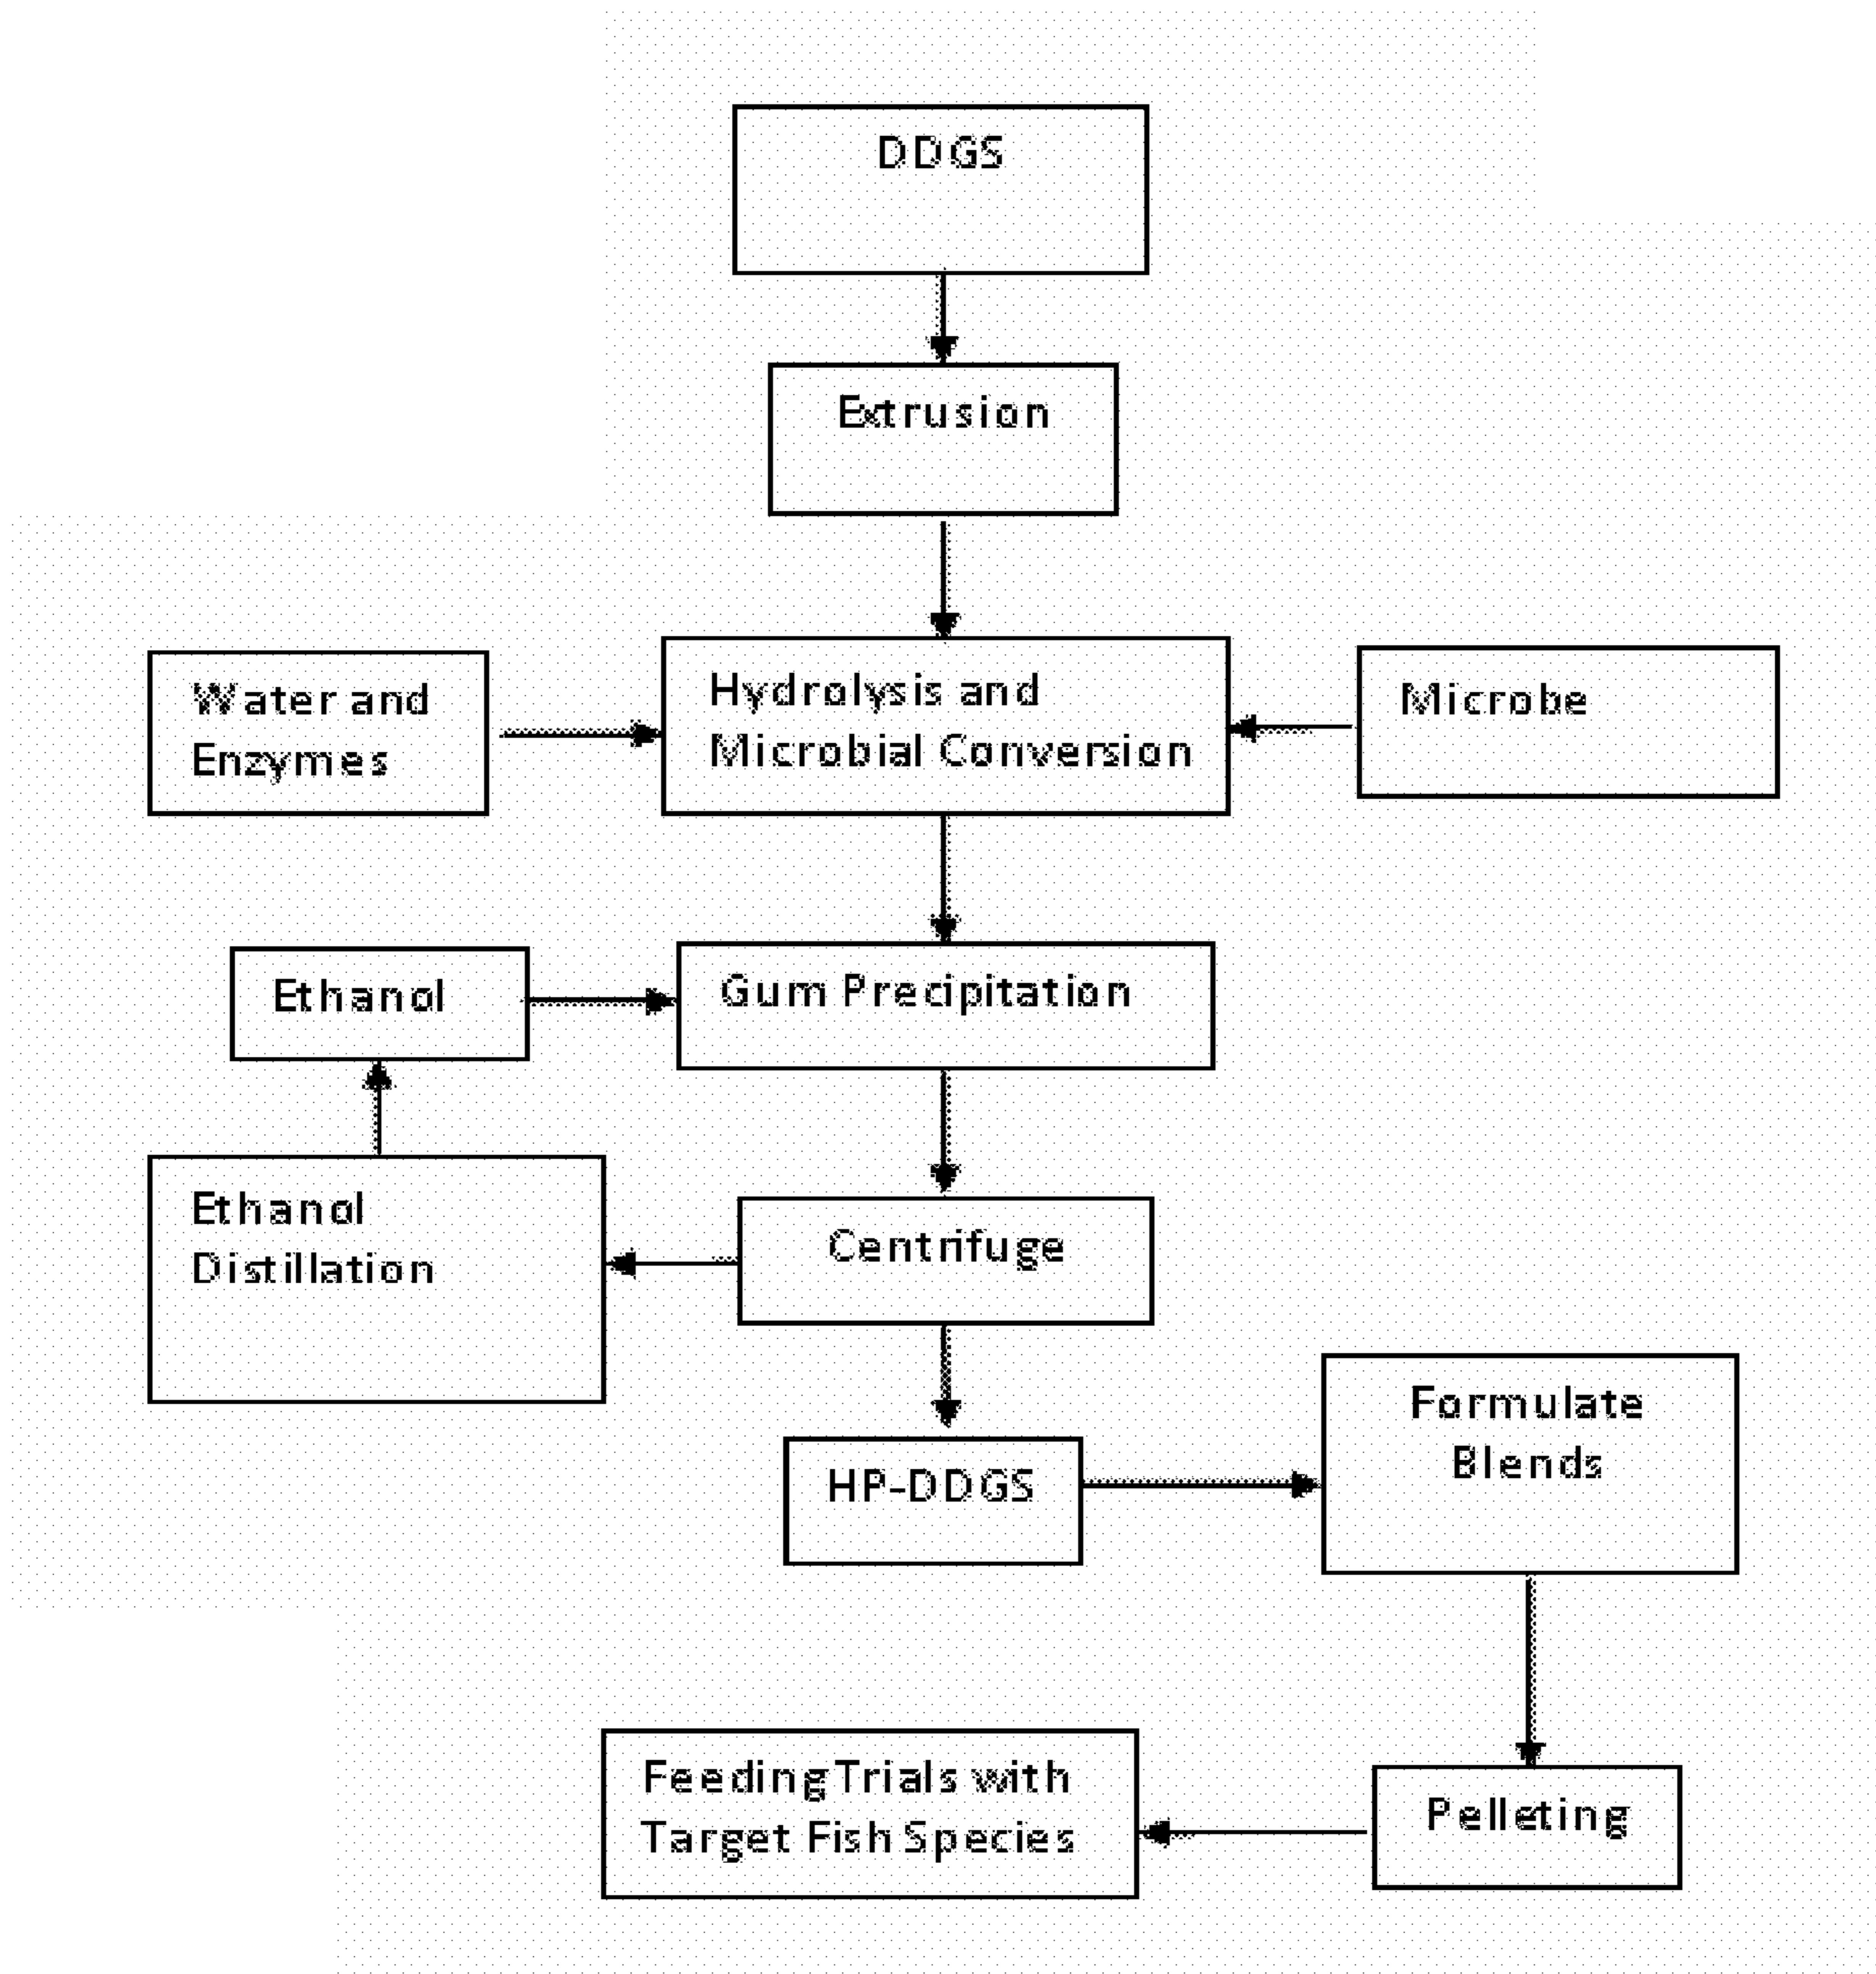 DDGS
Extrusion
Water and
Enzymes
Hydrolysis and
Microbial Conversion
Microbe
Ethanol
Gum Precipitation
Ethanol
Distillation
Centrifuge
HP-DDGS
Formulate
Blends
Feeding Trials with
Target Fish Species
Pelleting